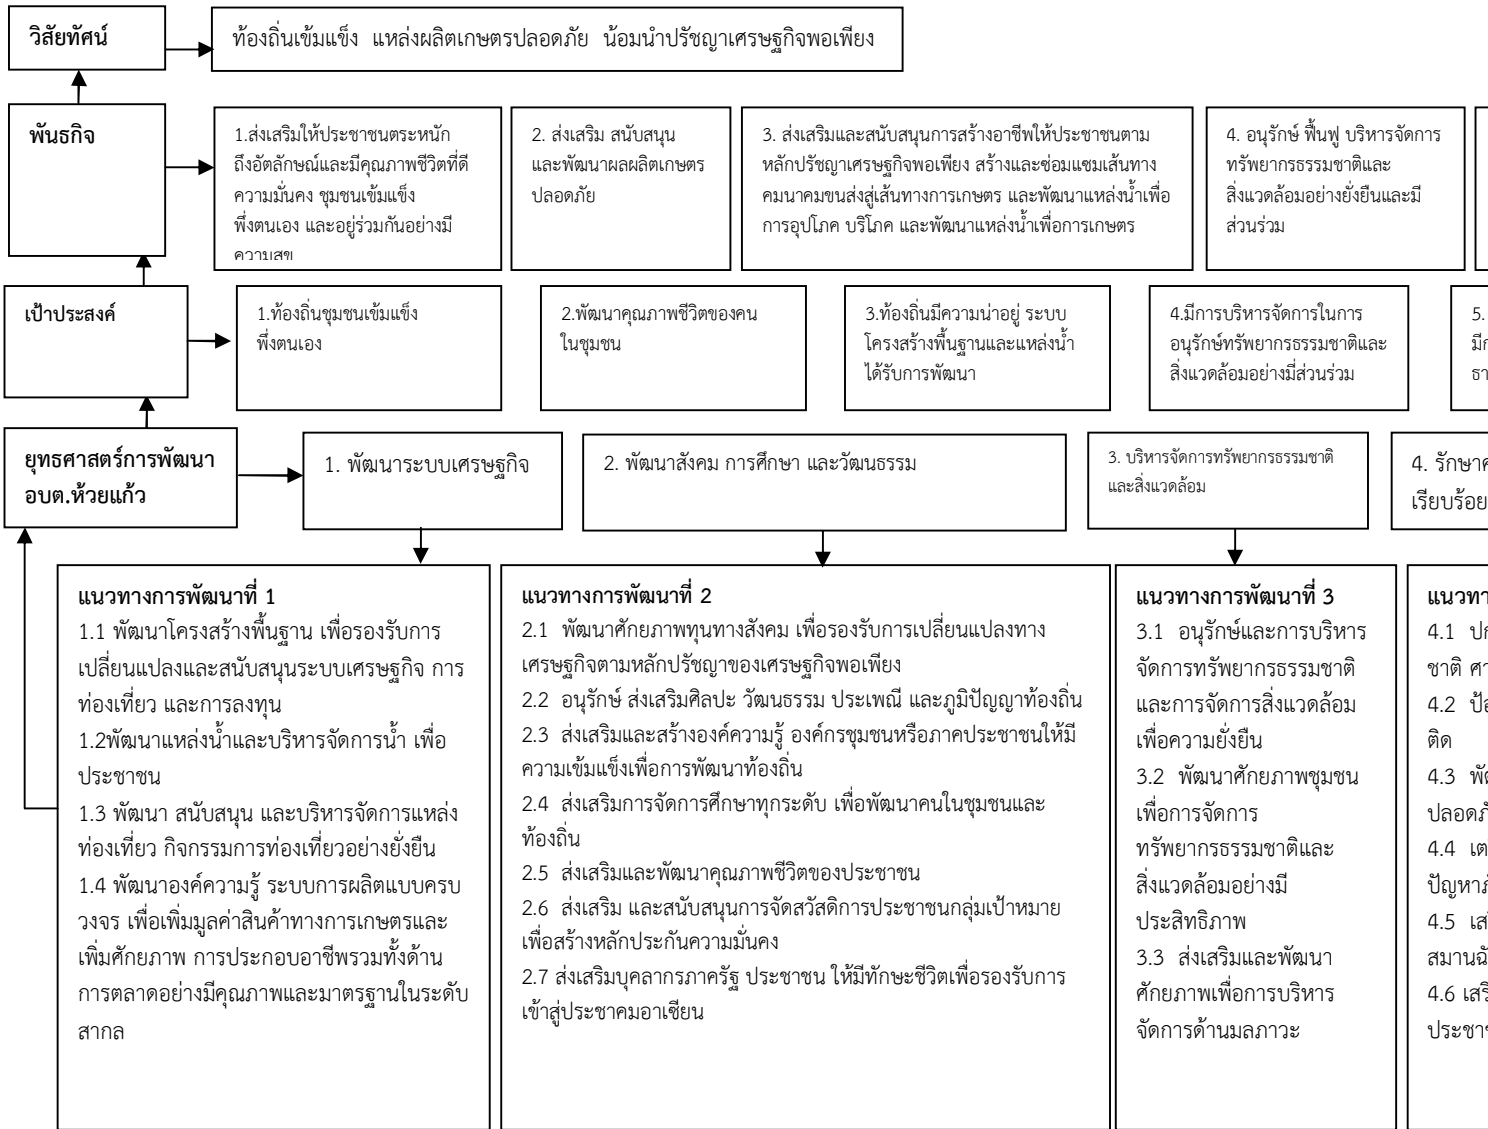 วิสัยทัศน์
ท้องถิ่นเข้มแข็ง แหล่งผลิตเกษตรปลอดภัย น้อมนำปรัชญาเศรษฐกิจพอเพียง
พันธกิจ
1.ส่งเสริมให้ประชาชนตระหนัก
ถึงอัตลักษณ์และมีคุณภาพชีวิตที่ดี
ความมั่นคง ชุมชนเข้มแข็ง
พึ่งตนเอง และอยู่ร่วมกันอย่างมี
ความสุข
2. ส่งเสริม สนับสนุน
และพัฒนาผลผลิตเกษตร
ปลอดภัย
3. ส่งเสริมและสนับสนุนการสร้างอาชีพให้ประชาชนตาม
หลักปรัชญาเศรษฐกิจพอเพียง สร้างและซ่อมแซมเส้นทาง
คมนาคมขนส่งสู่เส้นทางการเกษตร และพัฒนาแหล่งน้ำเพื่อ
การอุปโภค บริโภค และพัฒนาแหล่งน้ำเพื่อการเกษตร
4. อนุรักษ์ ฟื้นฟู บริหารจัดการ
ทรัพยากรธรรมชาติและ
สิ่งแวดล้อมอย่างยั่งยืนและมี
ส่วนร่วม
เป้าประสงค์
1.ท้องถิ่นชุมชนเข้มแข็ง
พึ่งตนเอง
2.พัฒนาคุณภาพชีวิตของคน
ในชุมชน
3.ท้องถิ่นมีความน่าอยู่ ระบบ
โครงสร้างพื้นฐานและแหล่งน้ำ
ได้รับการพัฒนา
4.มีการบริหารจัดการในการ
อนุรักษ์ทรัพยากรธรรมชาติและ
สิ่งแวดล้อมอย่างมี่ส่วนร่วม
5.
ยุทธศาสตร์การพัฒนา
อบต.ห้วยแก้ว
1. พัฒนาระบบเศรษฐกิจ
2. พัฒนาสังคม การศึกษา และวัฒนธรรม
3. บริหารจัดการทรัพยากรธรรมชาติ
และสิ่งแวดล้อม
4. รักษา
เรียบร้อย
แนวทางการพัฒนาที่ 1
1.1 พัฒนาโครงสร้างพื้นฐาน เพื่อรองรับการ
เปลี่ยนแปลงและสนับสนุนระบบเศรษฐกิจ การ
ท่องเที่ยว และการลงทุน
1.2พัฒนาแหล่งน้ำและบริหารจัดการน้ำ เพื่อ
ประชาชน
1.3 พัฒนา สนับสนุน และบริหารจัดการแหล่ง
ท่องเที่ยว กิจกรรมการท่องเที่ยวอย่างยั่งยืน
1.4 พัฒนาองค์ความรู้ ระบบการผลิตแบบครบ
วงจร เพื่อเพิ่มมูลค่าสินค้าทางการเกษตรและ
เพิ่มศักยภาพ การประกอบอาชีพรวมทั้งด้าน
การตลาดอย่างมีคุณภาพและมาตรฐานในระดับ
สากล
แนวทางการพัฒนาที่ 2
2.1 พัฒนาศักยภาพทุนทางสังคม เพื่อรองรับการเปลี่ยนแปลงทาง
เศรษฐกิจตามหลักปรัชญาของเศรษฐกิจพอเพียง
2.2 อนุรักษ์ ส่งเสริมศิลปะ วัฒนธรรม ประเพณี และภูมิปัญญาท้องถิ่น
2.3 ส่งเสริมและสร้างองค์ความรู้ องค์กรชุมชนหรือภาคประชาชนให้มี
ความเข้มแข็งเพื่อการพัฒนาท้องถิ่น
2.4 ส่งเสริมการจัดการศึกษาทุกระดับ เพื่อพัฒนาคนในชุมชนและ
ท้องถิ่น
2.5 ส่งเสริมและพัฒนาคุณภาพชีวิตของประชาชน
2.6 ส่งเสริม และสนับสนุนการจัดสวัสดิการประชาชนกลุ่มเป้าหมาย
เพื่อสร้างหลักประกันความมั่นคง
2.7 ส่งเสริมบุคลากรภาครัฐ ประชาชน ให้มีทักษะชีวิตเพื่อรองรับการ
เข้าสู่ประชาคมอาเซียน
แนวทางการพัฒนาที่ 3
3.1 อนุรักษ์และการบริหาร
จัดการทรัพยากรธรรมชาติ
และการจัดการสิ่งแวดล้อม
เพื่อความยั่งยืน
3.2 พัฒนาศักยภาพชุมชน
เพื่อการจัดการ
ทรัพยากรธรรมชาติและ
สิ่งแวดล้อมอย่างมี
ประสิทธิภาพ
3.3 ส่งเสริมและพัฒนา
ศักยภาพเพื่อการบริหาร
จัดการด้านมลภาวะ
แนวทา
4.1 ปก
ชาติ ศา
4.2 ป้อ
ติด
4.3 พั
ปลอดภั
4.4 เต
ปัญหาภั
4.5 เส
สมานฉั
4.6 เสริ
ประชาช